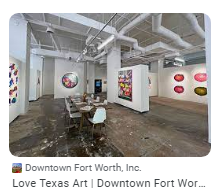 Downtown Fort Worth, Inc.
Love Texas Art | Downtown Fort Wor...